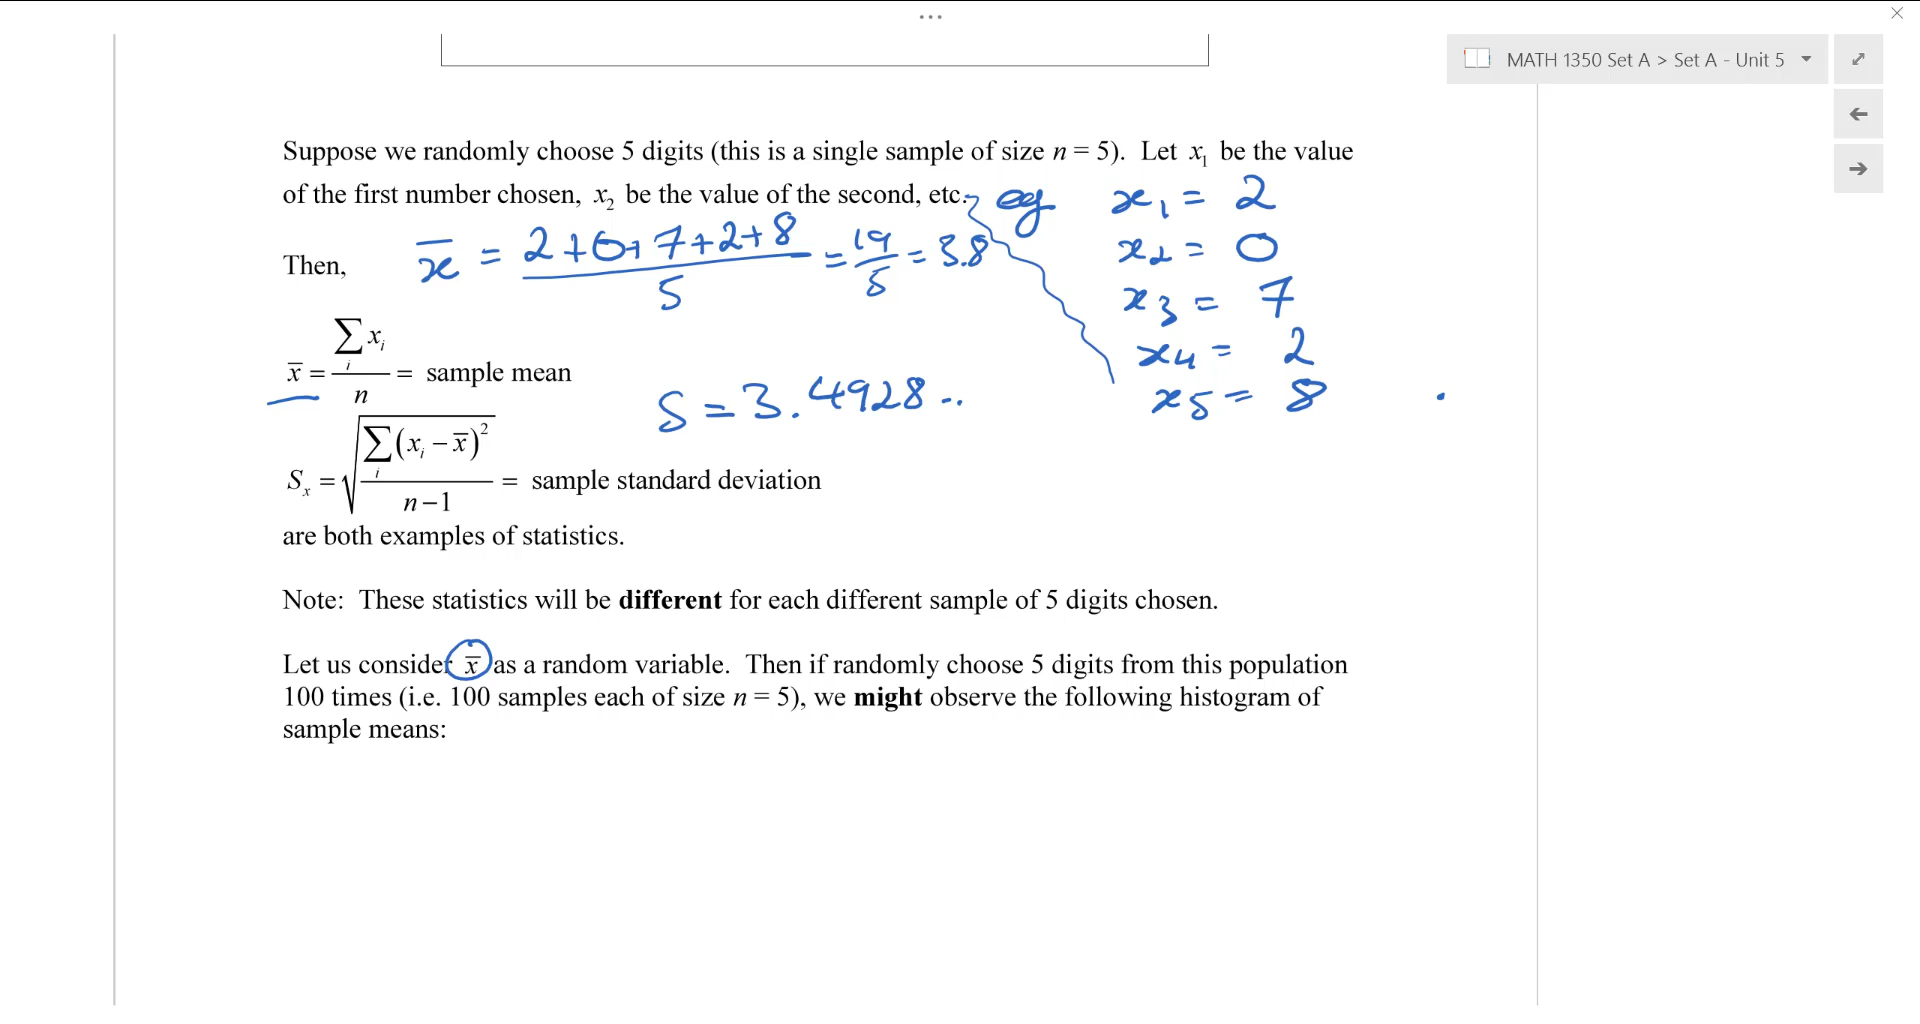 MATH 1350 Set A > Set A - Unit 5
Suppose we randomly choose 5 digits (this is a single sample of size n = 5). Let x₁ be the value
of the first number chosen, x₂ be the value of the second, etc.
eg x₁ = 2
x₂ = 0
x₃ = 7
x₄ = 2
x₅ = 8
Then, x̄ = (2+0+7+2+8)/5 = 19/5 = 3.8
x̄ = (∑ᵢ xᵢ)/n = sample mean
S = 3.4928..
Sₓ = √(∑ᵢ(xᵢ − x̄)²/(n−1)) = sample standard deviation
are both examples of statistics.
Note: These statistics will be different for each different sample of 5 digits chosen.
Let us consider x̄ as a random variable. Then if randomly choose 5 digits from this population
100 times (i.e. 100 samples each of size n = 5), we might observe the following histogram of
sample means: